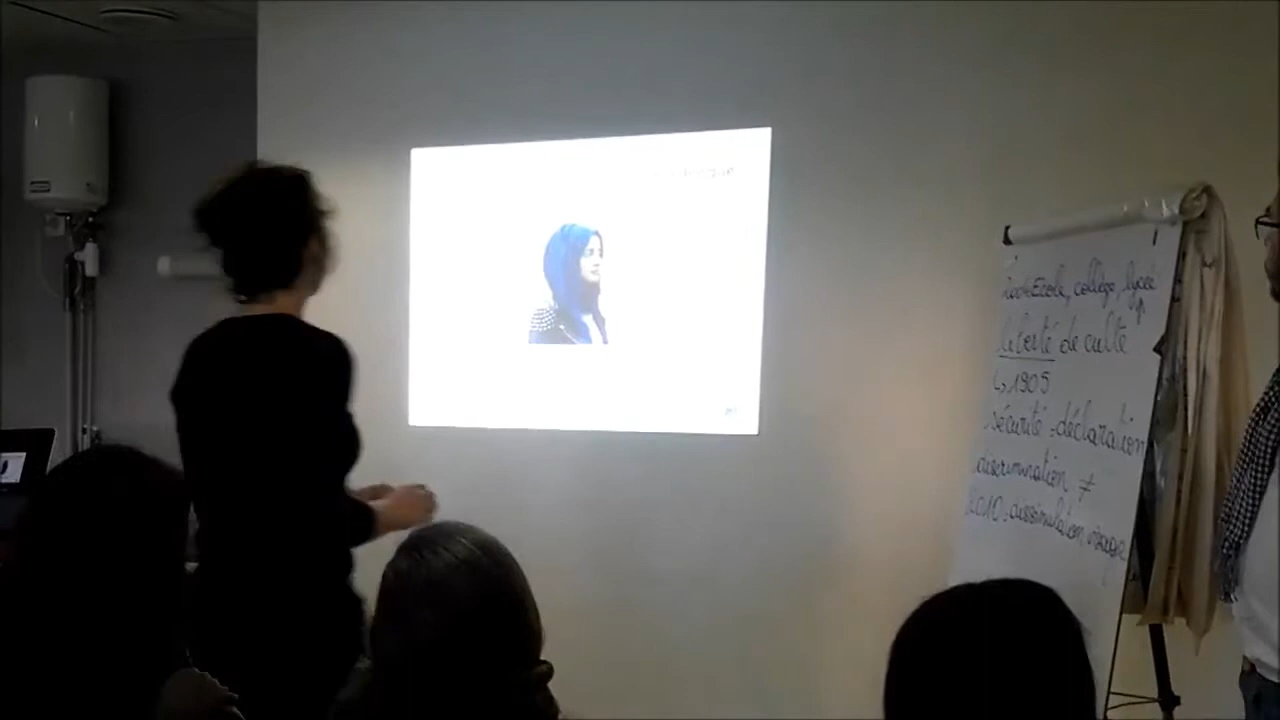 École, collège, lycée
liberté de culte
↳ 1905
sécurité = déclaration
discrimination ≠
2010 = dissimulation visage